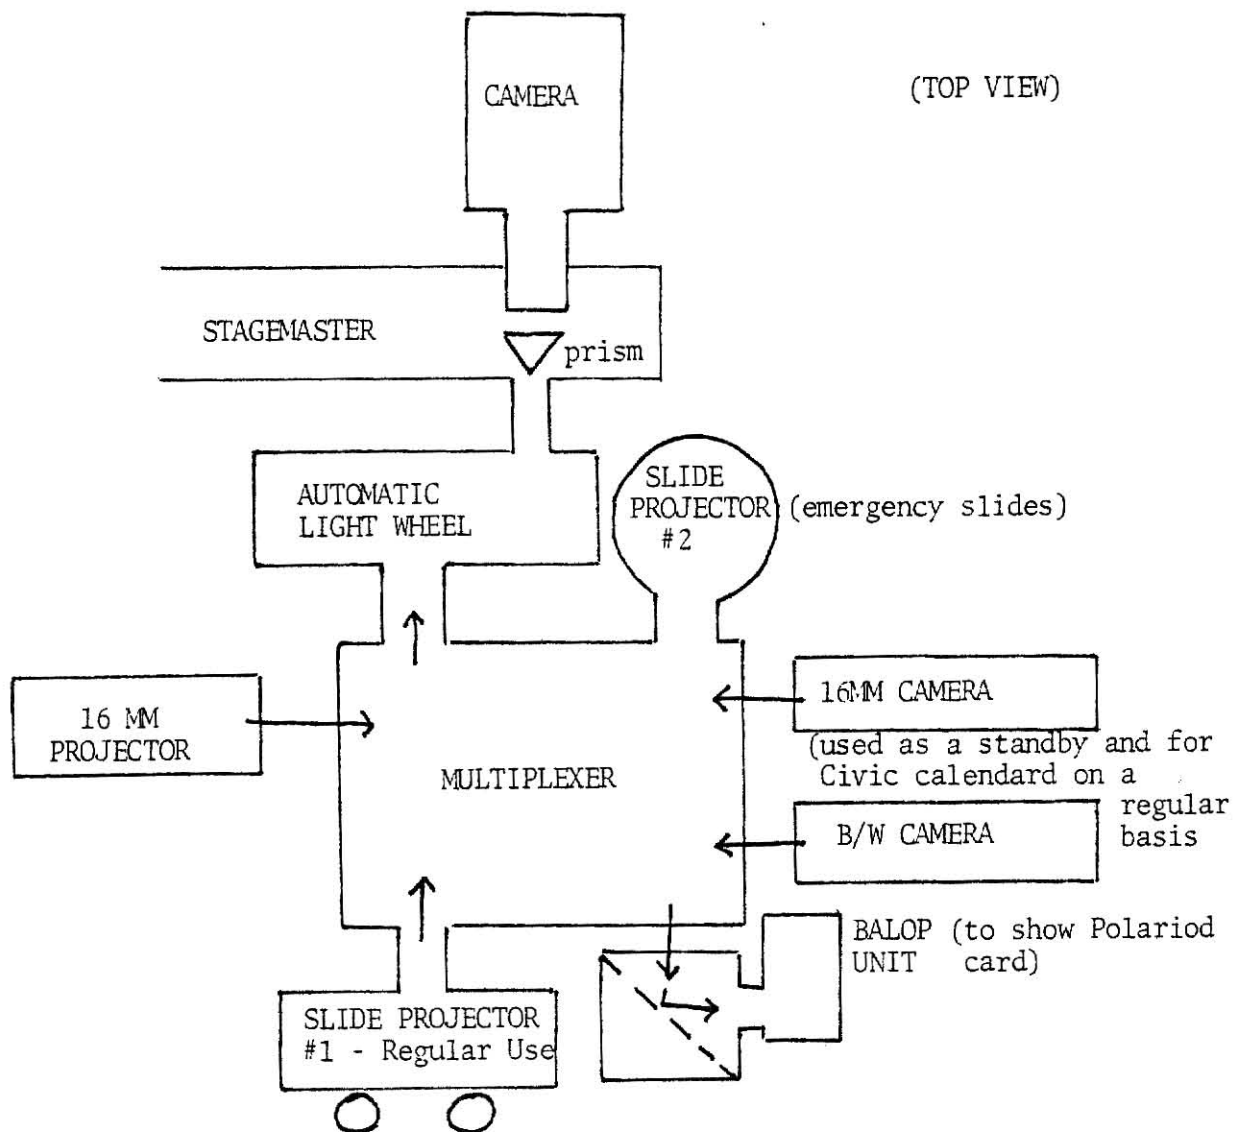 CAMERA
(TOP VIEW)
STAGEMASTER
prism
AUTOMATIC
LIGHT WHEEL
SLIDE
PROJECTOR
#2
(emergency slides)
16 MM
PROJECTOR
MULTIPLEXER
16MM CAMERA
(used as a standby and for
Civic calendard on a
regular
basis
B/W CAMERA
BALOP (to show Polariod
UNIT card)
SLIDE PROJECTOR
#1 - Regular Use